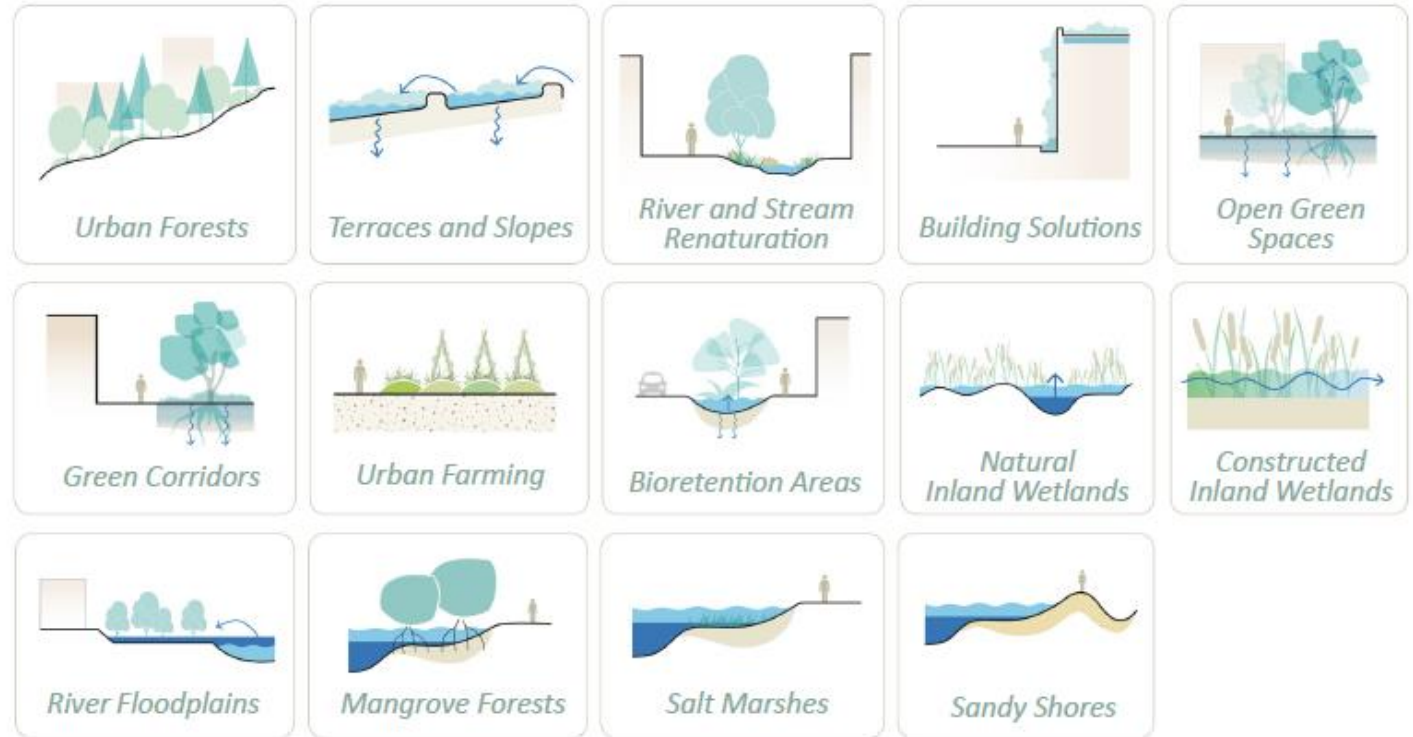 Urban Forests
Terraces and Slopes
River and Stream
Renaturation
Building Solutions
Open Green
Spaces
Green Corridors
Urban Farming
Bioretention Areas
Natural
Inland Wetlands
Constructed
Inland Wetlands
River Floodplains
Mangrove Forests
Salt Marshes
Sandy Shores